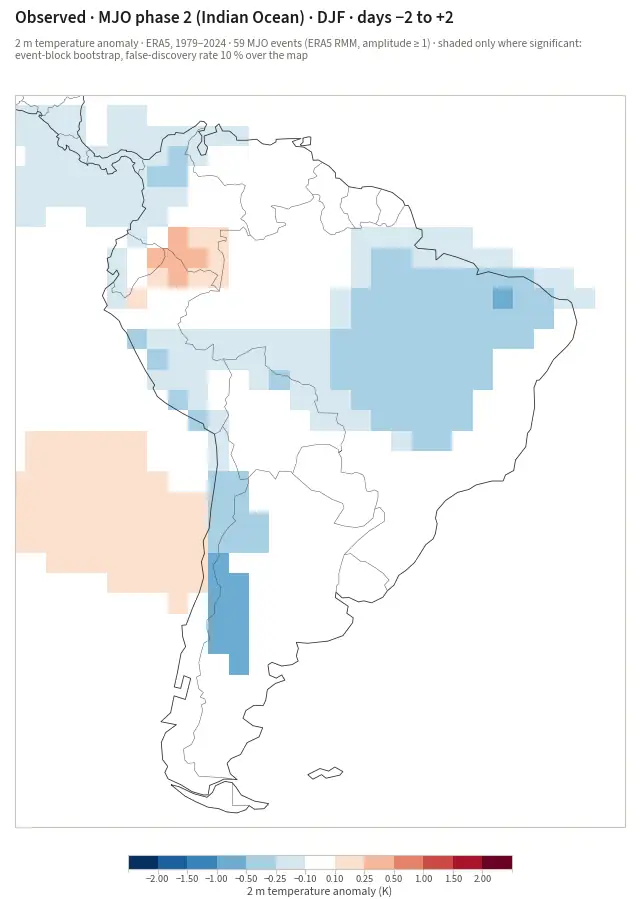 Observed · MJO phase 2 (Indian Ocean) · DJF · days −2 to +2
2 m temperature anomaly · ERA5, 1979–2024 · 59 MJO events (ERA5 RMM, amplitude ≥ 1) · shaded only where significant:
event-block bootstrap, false-discovery rate 10 % over the map
−2.00 −1.50 −1.00 −0.50 −0.25 −0.10 0.10 0.25 0.50 1.00 1.50 2.00
2 m temperature anomaly (K)